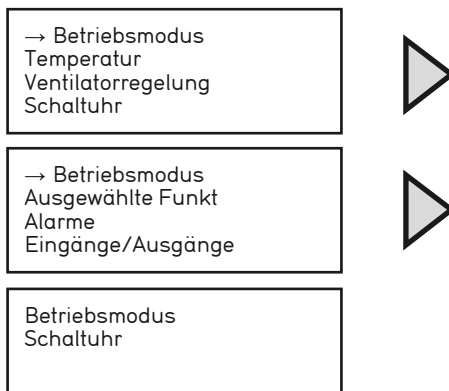 → Betriebsmodus
Temperatur
Ventilatorregelung
Schaltuhr
→ Betriebsmodus
Ausgewählte Funkt
Alarme
Eingänge/Ausgänge
Betriebsmodus
Schaltuhr